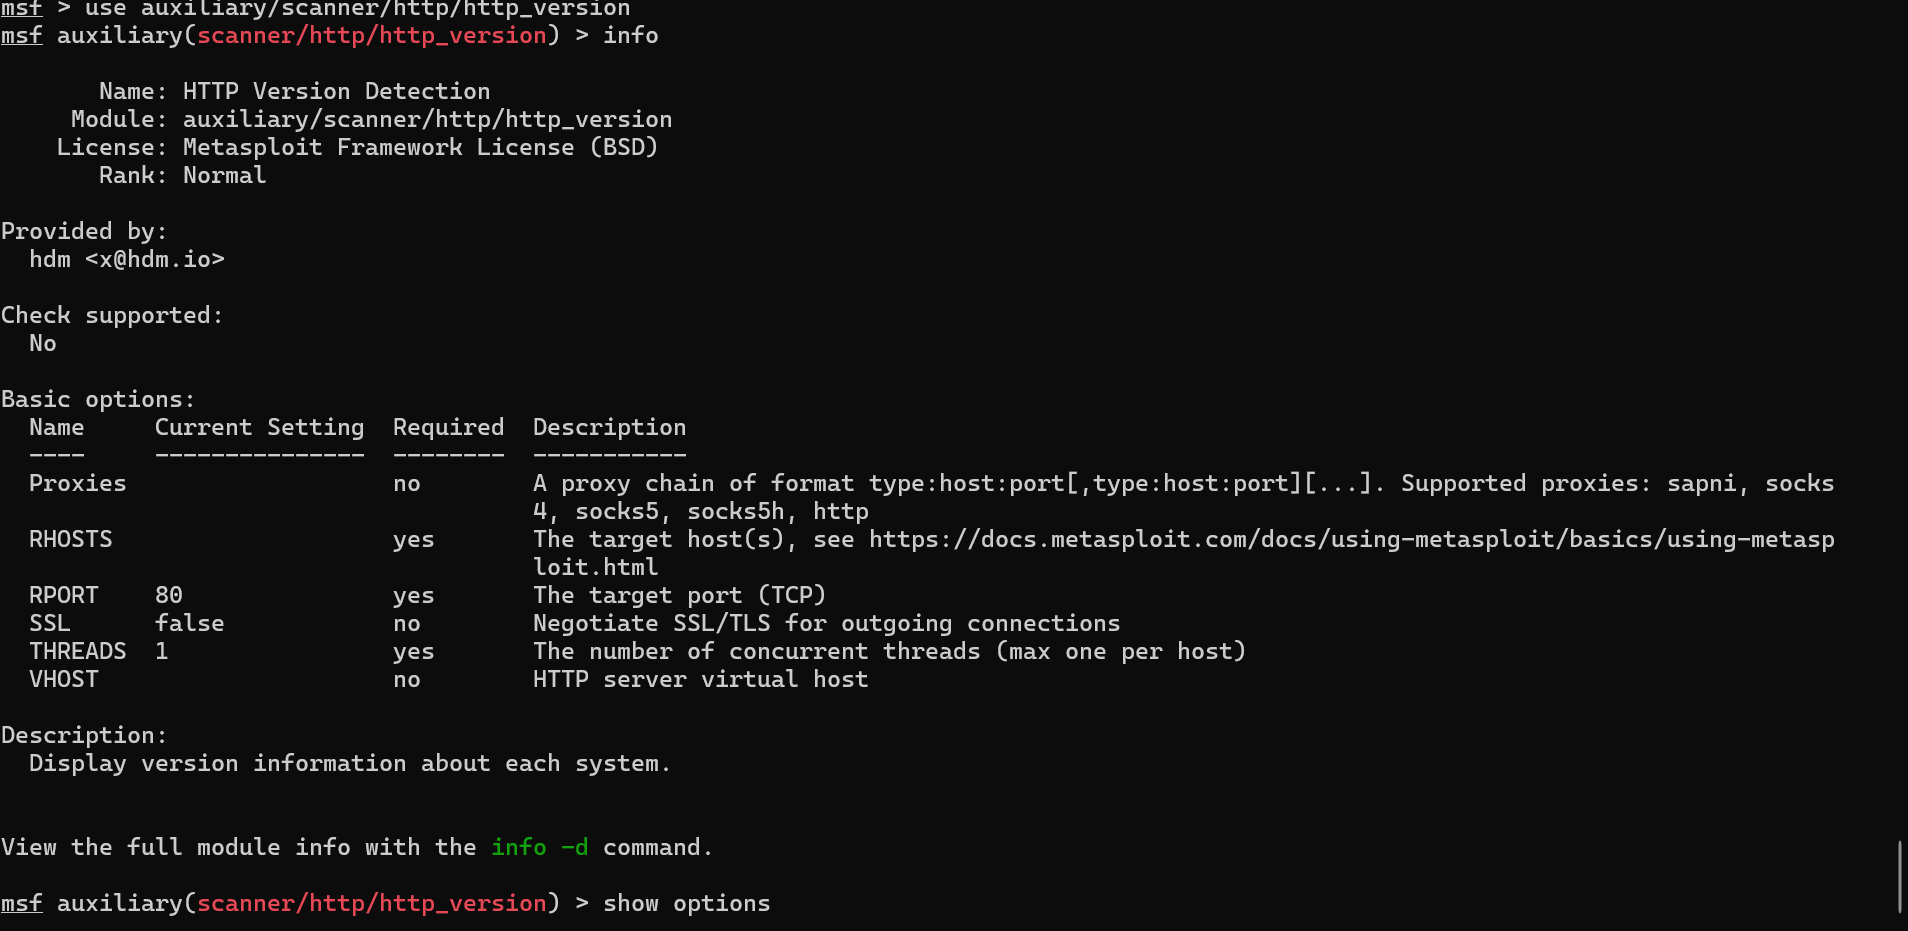 msf > use auxiliary/scanner/http/http_version
msf auxiliary(scanner/http/http_version) > info

       Name: HTTP Version Detection
     Module: auxiliary/scanner/http/http_version
    License: Metasploit Framework License (BSD)
       Rank: Normal

Provided by:
  hdm <x@hdm.io>

Check supported:
  No

Basic options:
  Name     Current Setting  Required  Description
  ----     ---------------  --------  -----------
  Proxies                   no        A proxy chain of format type:host:port[,type:host:port][...]. Supported proxies: sapni, socks
                                      4, socks5, socks5h, http
  RHOSTS                    yes       The target host(s), see https://docs.metasploit.com/docs/using-metasploit/basics/using-metasp
                                      loit.html
  RPORT    80               yes       The target port (TCP)
  SSL      false            no        Negotiate SSL/TLS for outgoing connections
  THREADS  1                yes       The number of concurrent threads (max one per host)
  VHOST                     no        HTTP server virtual host

Description:
  Display version information about each system.


View the full module info with the info -d command.

msf auxiliary(scanner/http/http_version) > show options